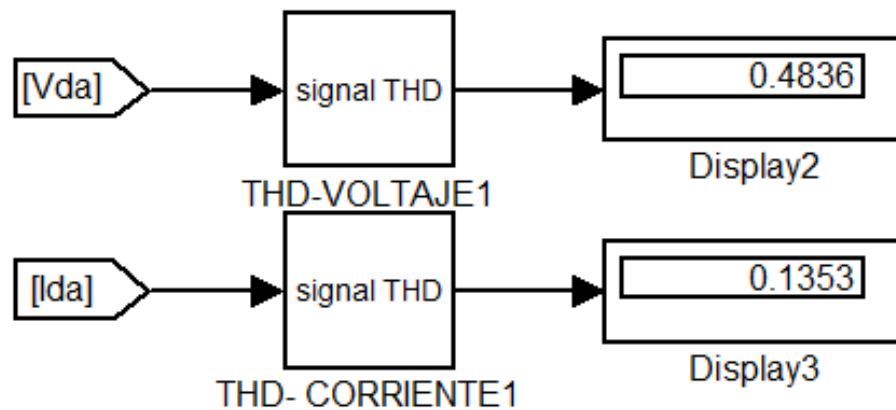 [Vda]
signal THD
0.4836
Display2
THD-VOLTAJE1
[Ida]
signal THD
0.1353
Display3
THD- CORRIENTE1